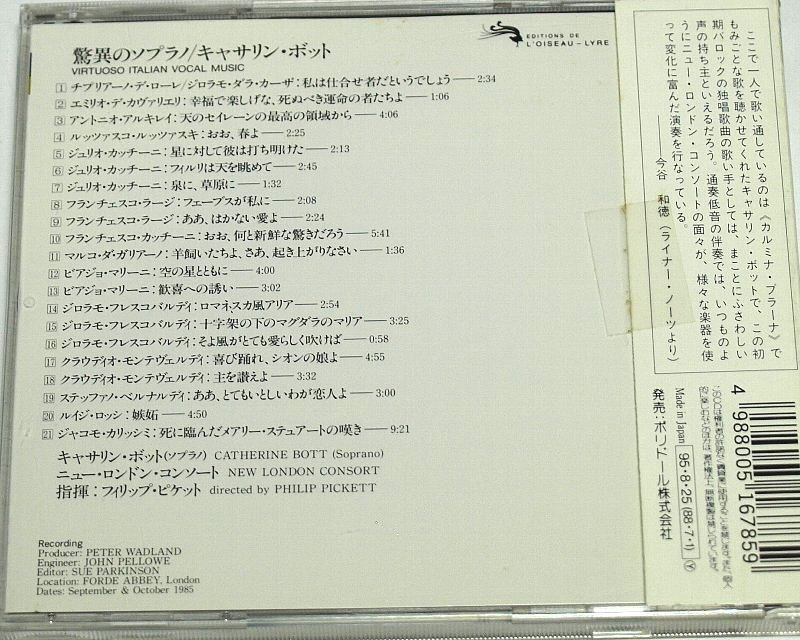 驚異のソプラノ/キャサリン・ボット
VIRTUOSO ITALIAN VOCAL MUSIC
EDITIONS DE
L'OISEAU-LYRE
1 チプリアーノ・デ・ローレ/ジロラモ・ダラ・カーザ:私は仕合せ者だというでしょう——2:34
2 エミリオ・デ・カヴァリエリ:幸福で楽しげな、死ぬべき運命の者たちよ——1:06
3 アントニオ・アルキレイ:天のセイレーンの最高の領域から——4:06
4 ルッツァスコ・ルッツァスキ:おお、春よ——2:25
5 ジュリオ・カッチーニ:星に対して彼は打ち明けた——2:13
6 ジュリオ・カッチーニ:フィルリは天を眺めて——2:45
7 ジュリオ・カッチーニ:泉に、草原に——1:32
8 フランチェスコ・ラージ:フェーブスが私に——2:08
9 フランチェスコ・ラージ:ああ、はかない愛よ——2:24
10 フランチェスコ・カッチーニ:おお、何と新鮮な驚きだろう——5:41
11 マルコ・ダ・ガリアーノ:羊飼いたちよ、さあ、起き上がりなさい——1:36
12 ビアジョ・マリーニ:空の星とともに——4:00
13 ビアジョ・マリーニ:歓喜への誘い——3:02
14 ジロラモ・フレスコバルディ:ロマネスカ風アリア——2:54
15 ジロラモ・フレスコバルディ:十字架の下のマグダラのマリア——3:25
16 ジロラモ・フレスコバルディ:そよ風がとても愛らしく吹けば——0:58
17 クラウディオ・モンテヴェルディ:喜び踊れ、シオンの娘よ——4:55
18 クラウディオ・モンテヴェルディ:主を讃えよ——3:32
19 ステッファノ・ベルナルディ:ああ、とてもいとしいわが恋人よ——3:00
20 ルイジ・ロッシ:嫉妬——4:50
21 ジャコモ・カリッシミ:死に臨んだメアリー・ステュアートの嘆き——9:21
キャサリン・ボット(ソプラノ) CATHERINE BOTT (Soprano)
ニュー・ロンドン・コンソート NEW LONDON CONSORT
指揮:フィリップ・ピケット directed by PHILIP PICKETT
Recording
Producer: PETER WADLAND
Engineer: JOHN PELLOWE
Editor: SUE PARKINSON
Location: FORDE ABBEY, London
Dates: September & October 1985
ここで一人で歌い通しているのは《カルミナ・ブラーナ》で
もみごとな歌を聴かせてくれたキャサリン・ボットで、この初
期バロックの独唱歌曲の歌い手としては、まことにふさわしい
声の持ち主といえるだろう。通奏低音の伴奏では、いつものよ
うにニュー・ロンドン・コンソートの面々が、様々な楽器を使
って変化に富んだ演奏を行なっている。
今谷 和徳(ライナー・ノーツより)
4 988005 167859
Made in Japan 95・8・25 (88・7・1) Y
発売:ポリドール株式会社